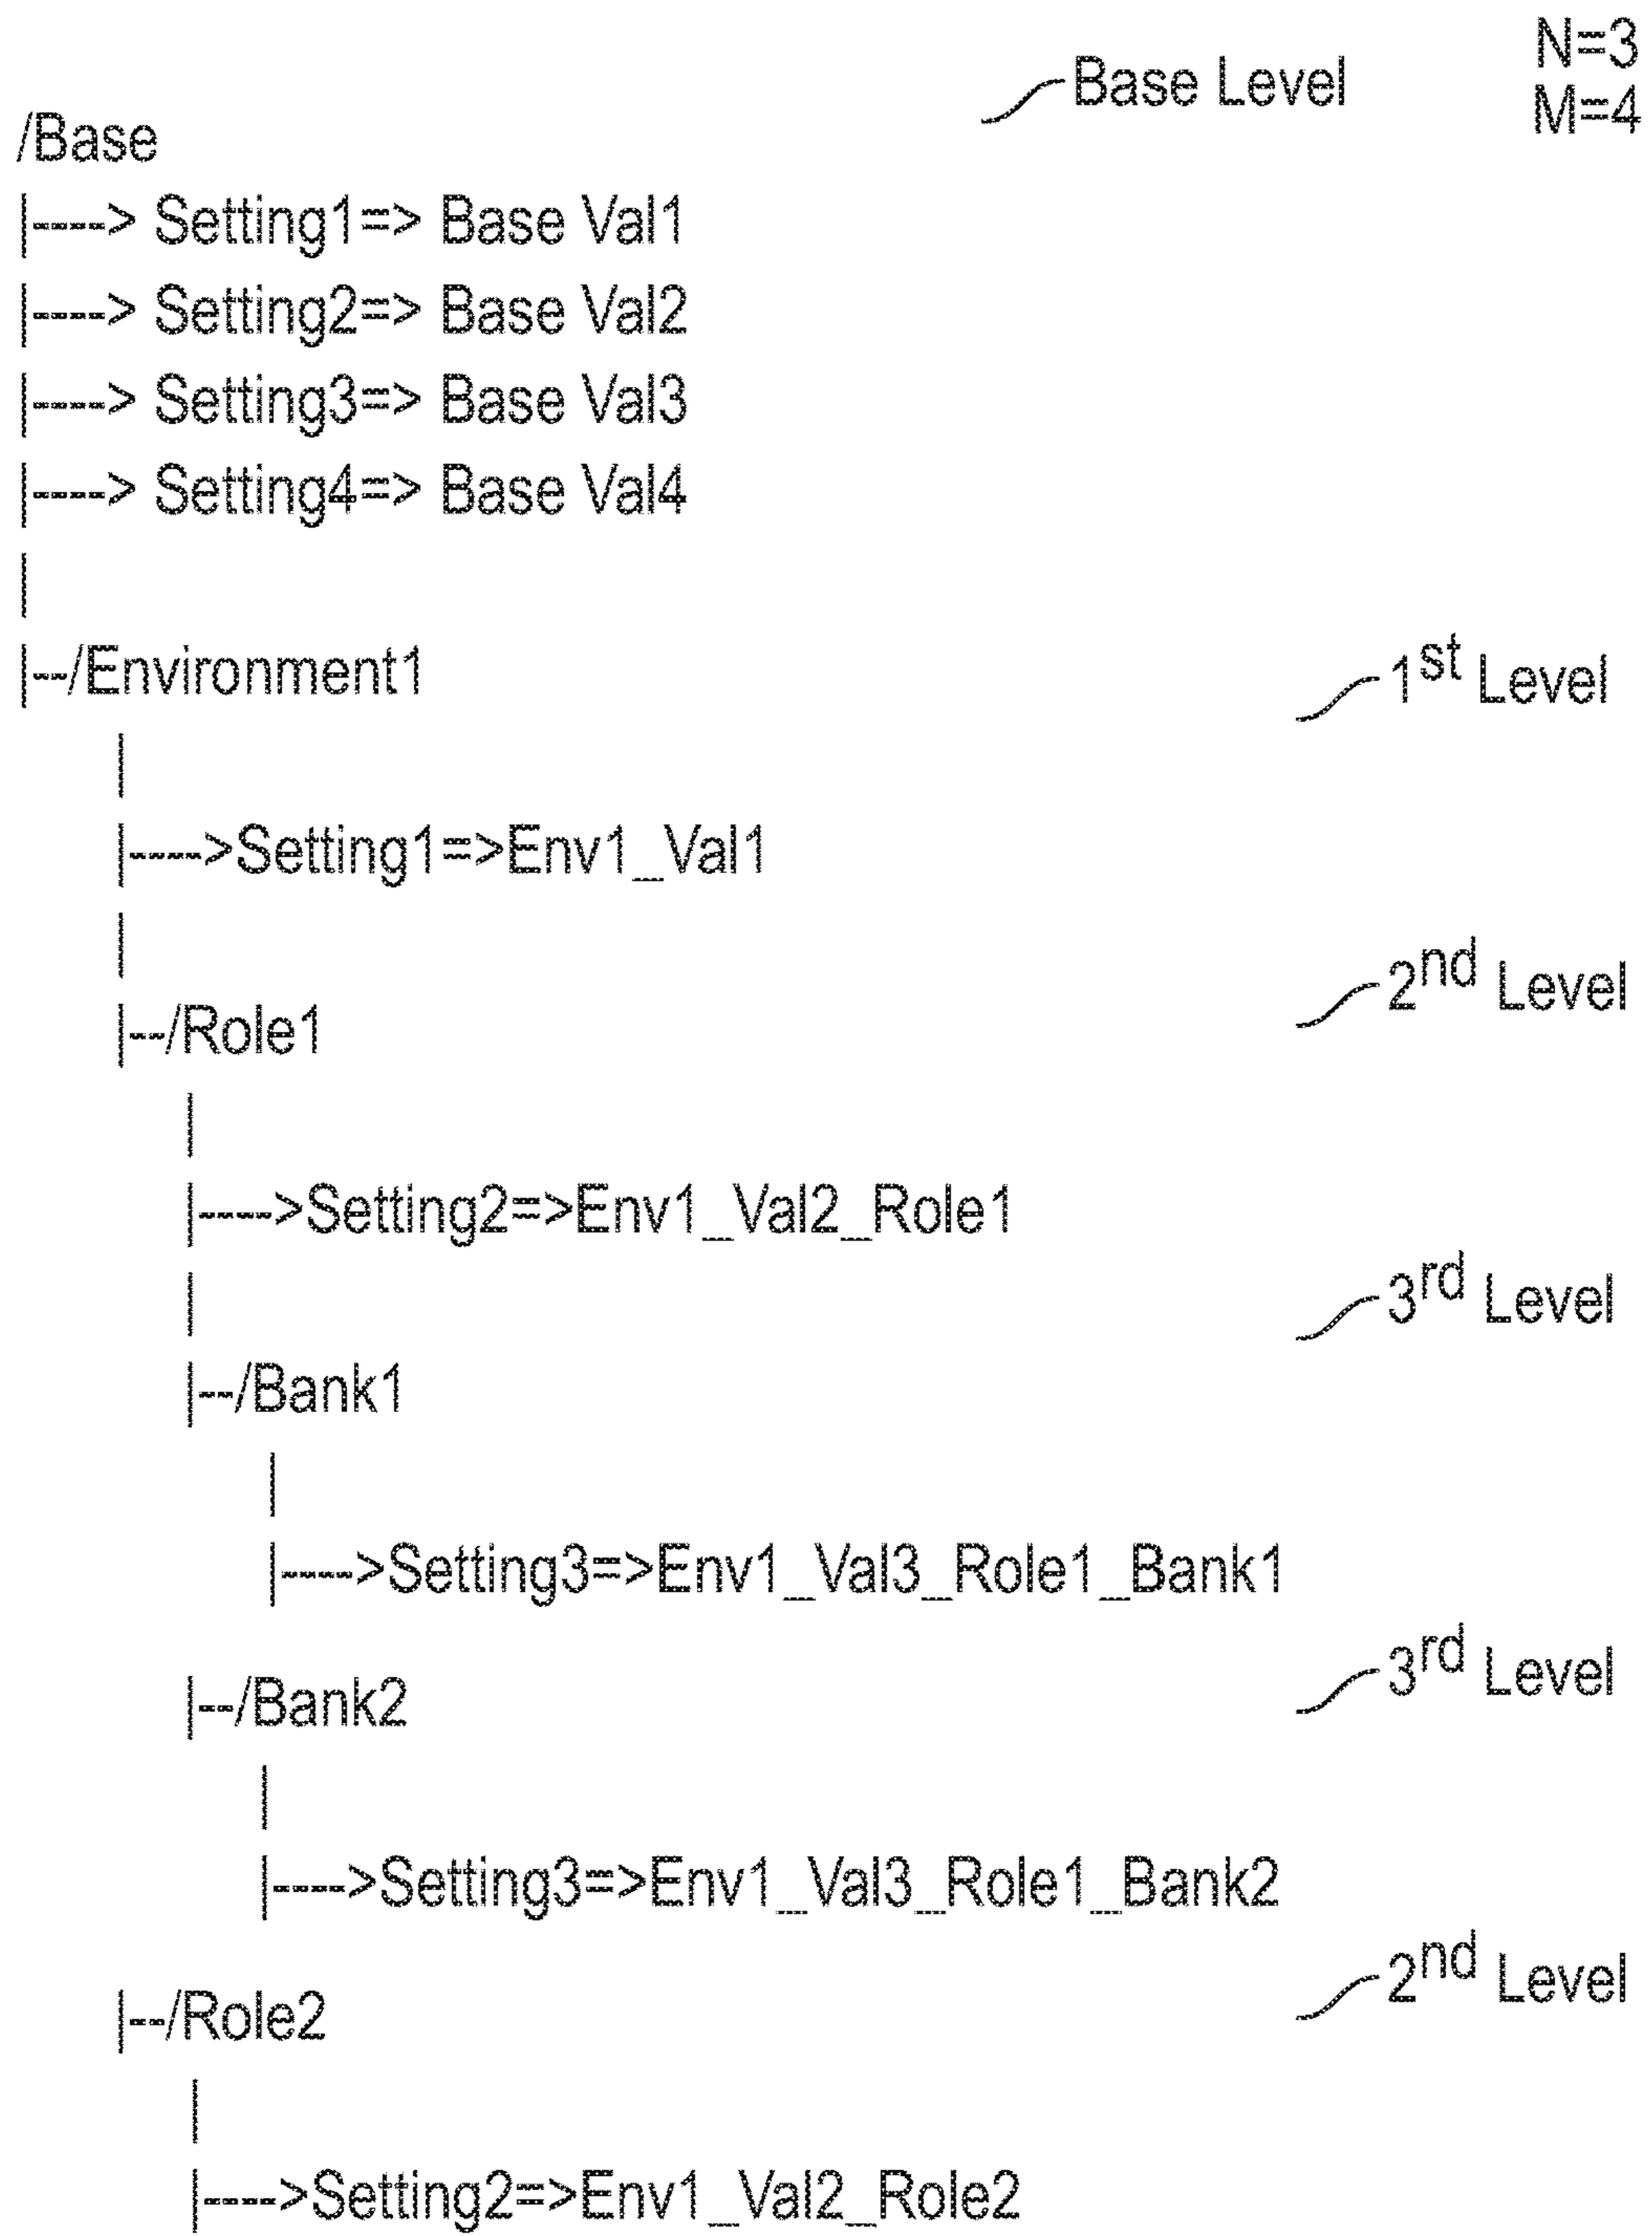 N=3
Base Level
M=4
/Base
|----> Setting1=> Base Val1
|----> Setting2=> Base Val2
|----> Setting3=> Base Val3
|----> Setting4=> Base Val4
|
|--/Environment1
1st Level
|
|---->Setting1=>Env1_Val1
|
2nd Level
|--/Role1
|
|---->Setting2=>Env1_Val2_Role1
|
3rd Level
|--/Bank1
|
|---->Setting3=>Env1_Val3_Role1_Bank1
3rd Level
|--/Bank2
|
|---->Setting3=>Env1_Val3_Role1_Bank2
2nd Level
|--/Role2
|
|---->Setting2=>Env1_Val2_Role2